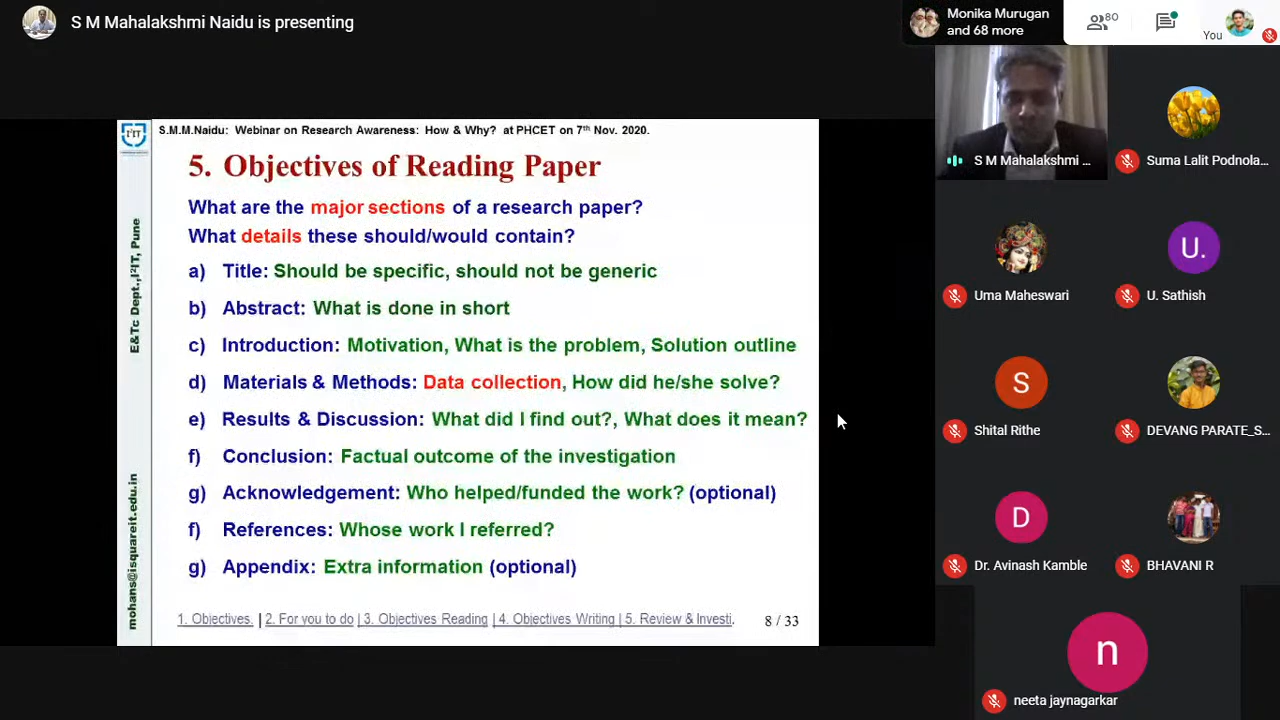 S M Mahalakshmi Naidu is presenting
Monika Murugan
and 68 more
80
You
I²IT
S.M.M.Naidu: Webinar on Research Awareness: How & Why? at PHCET on 7th Nov. 2020.
5. Objectives of Reading Paper
What are the major sections of a research paper?
What details these should/would contain?
a) Title: Should be specific, should not be generic
b) Abstract: What is done in short
c) Introduction: Motivation, What is the problem, Solution outline
d) Materials & Methods: Data collection, How did he/she solve?
e) Results & Discussion: What did I find out?, What does it mean?
f) Conclusion: Factual outcome of the investigation
g) Acknowledgement: Who helped/funded the work? (optional)
f) References: Whose work I referred?
g) Appendix: Extra information (optional)
1. Objectives. | 2. For you to do | 3. Objectives Reading | 4. Objectives Writing | 5. Review & Investi.
8 / 33
E&Tc Dept.,I²IT, Pune
mohans@isquareit.edu.in
S M Mahalakshmi ...
Suma Lalit Podnola...
Uma Maheswari
U.
U. Sathish
S
Shital Rithe
DEVANG PARATE_S...
D
Dr. Avinash Kamble
BHAVANI R
n
neeta jaynagarkar